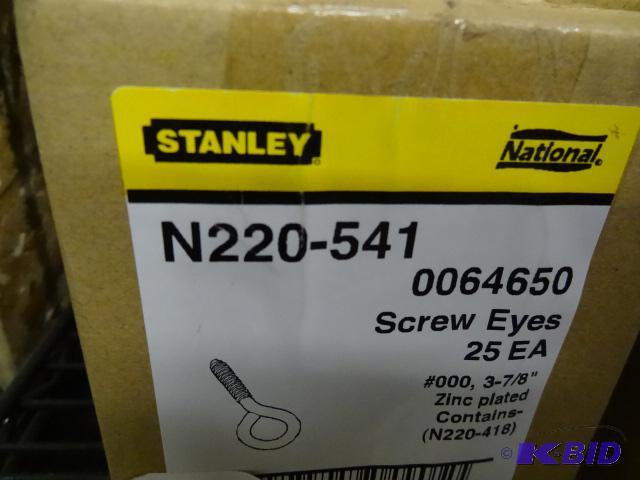 STANLEY
National
N220-541
0064650
Screw Eyes
25 EA
#000, 3-7/8"
Zinc plated
Contains-
(N220-418)
© K-BID